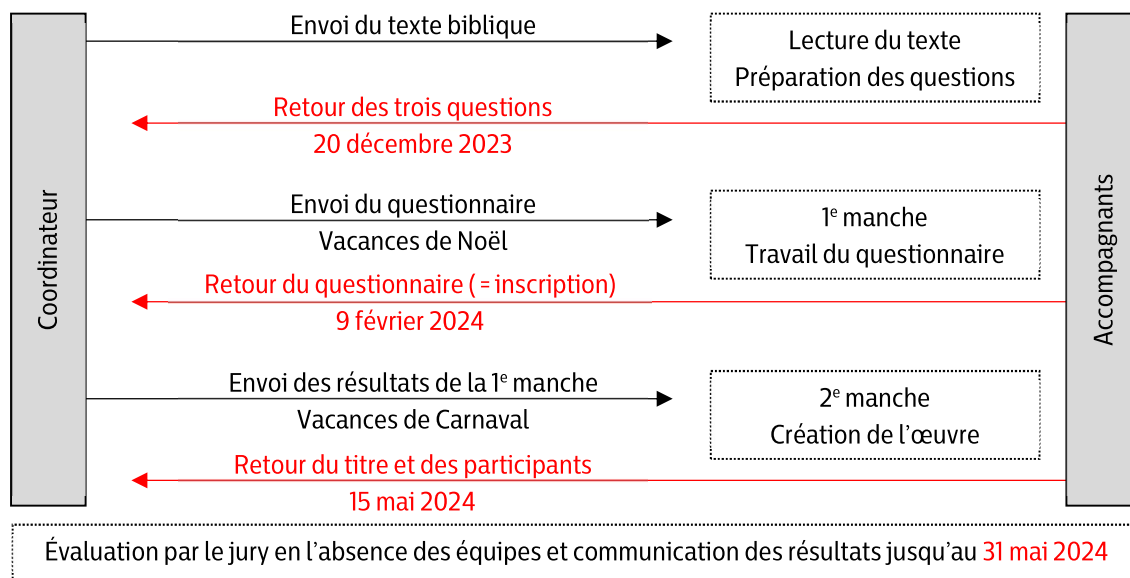 Coordinateur
Envoi du texte biblique
Lecture du texte
Préparation des questions
Retour des trois questions
20 décembre 2023
Envoi du questionnaire
Vacances de Noël
1e manche
Travail du questionnaire
Retour du questionnaire ( = inscription)
9 février 2024
Envoi des résultats de la 1e manche
Vacances de Carnaval
2e manche
Création de l’œuvre
Retour du titre et des participants
15 mai 2024
Accompagnants
Évaluation par le jury en l’absence des équipes et communication des résultats jusqu’au 31 mai 2024